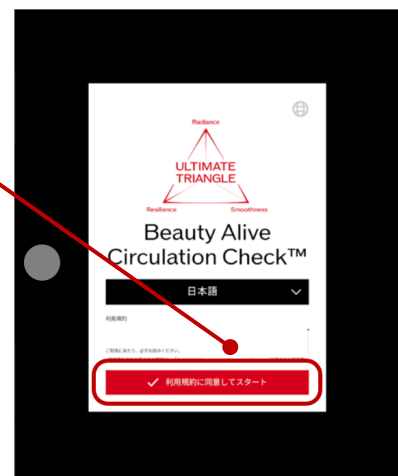 Radiance
ULTIMATE
TRIANGLE
Resilience
Smoothness
Beauty Alive
Circulation Check™
日本語
利用規約
ご利用にあたり、必ずお読みください。
利用規約に同意してスタート